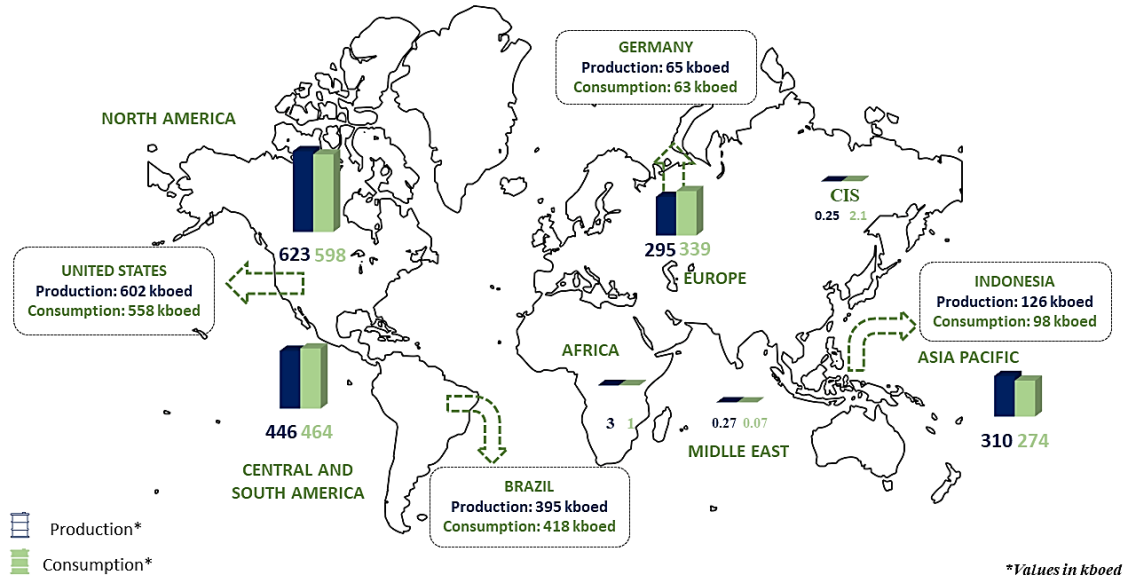 GERMANY
Production: 65 kboed
Consumption: 63 kboed
NORTH AMERICA
623 598
UNITED STATES
Production: 602 kboed
Consumption: 558 kboed
295 339
EUROPE
CIS
0.25 2.1
INDONESIA
Production: 126 kboed
Consumption: 98 kboed
AFRICA
3 1
0.27 0.07
MIDLLE EAST
ASIA PACIFIC
310 274
446 464
CENTRAL AND
SOUTH AMERICA
BRAZIL
Production: 395 kboed
Consumption: 418 kboed
Production*
Consumption*
*Values in kboed